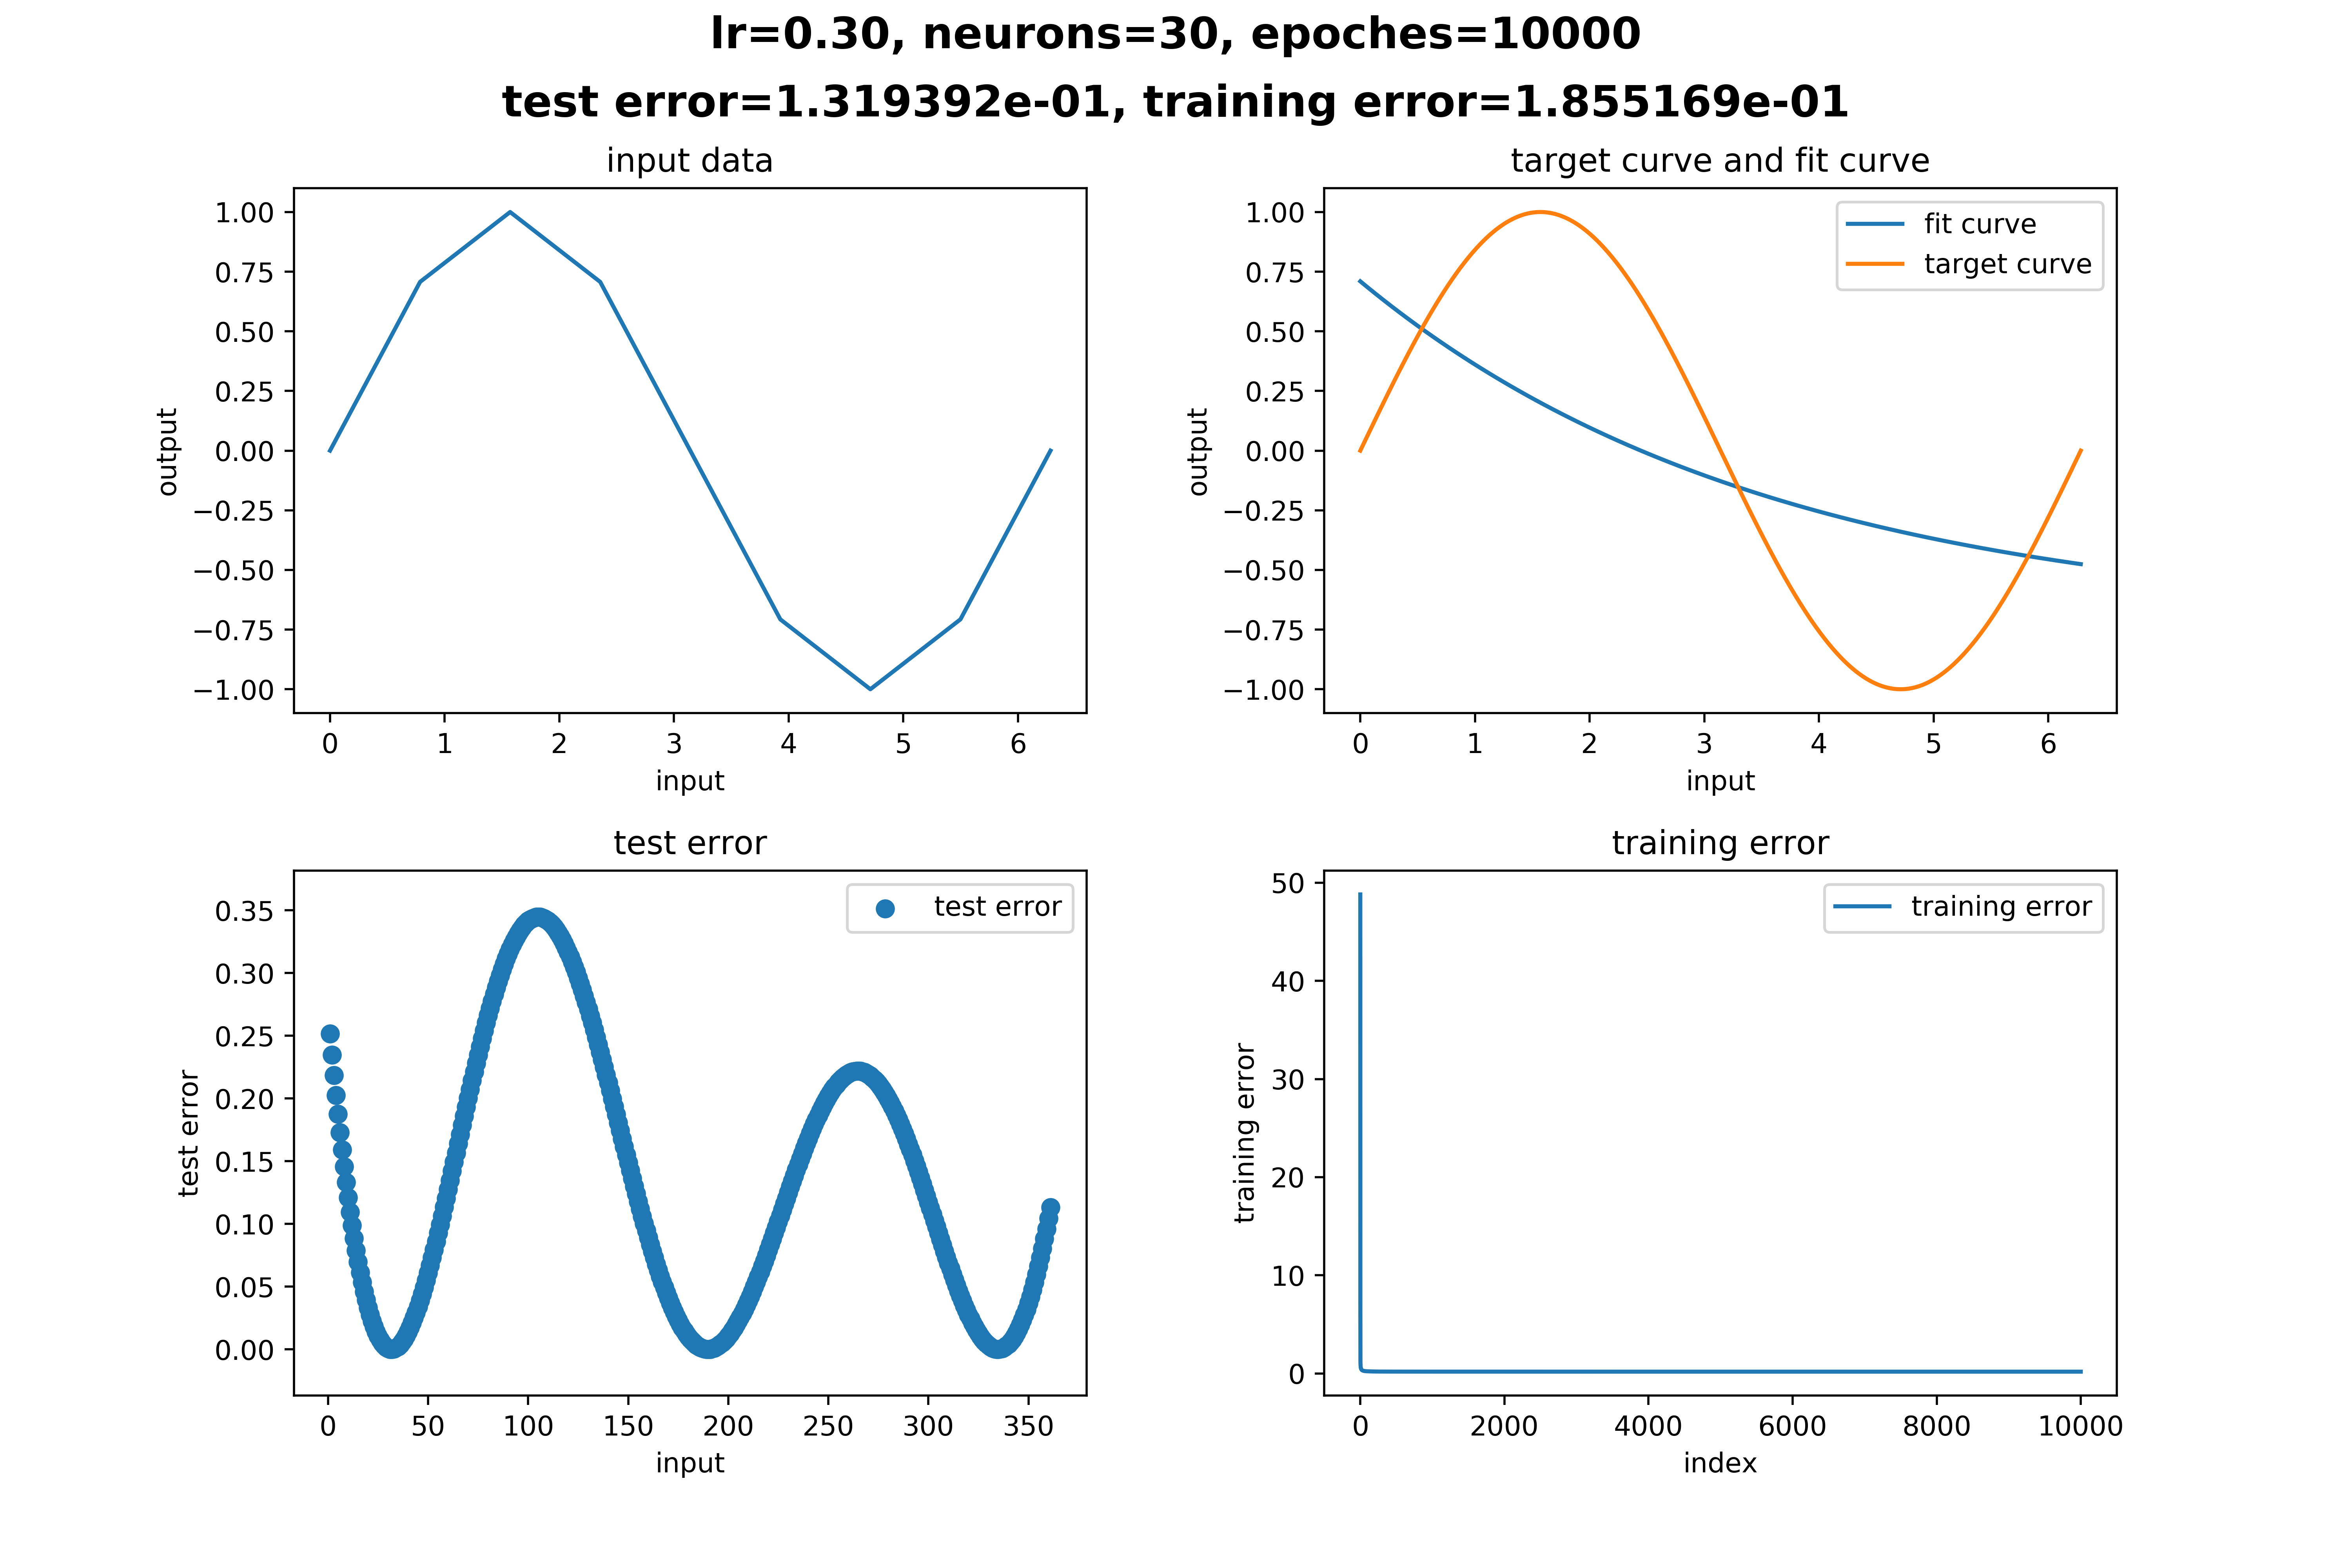 lr=0.30, neurons=30, epoches=10000
test error=1.319392e-01, training error=1.855169e-01
input data
1.00
0.75
0.50
0.25
0.00
−0.25
−0.50
−0.75
−1.00
output
0 1 2 3 4 5 6
input
target curve and fit curve
fit curve
target curve
1.00
0.75
0.50
0.25
0.00
−0.25
−0.50
−0.75
−1.00
output
0 1 2 3 4 5 6
input
test error
test error
0.35
0.30
0.25
0.20
0.15
0.10
0.05
0.00
test error
0 50 100 150 200 250 300 350
input
training error
training error
50
40
30
20
10
0
training error
0 2000 4000 6000 8000 10000
index